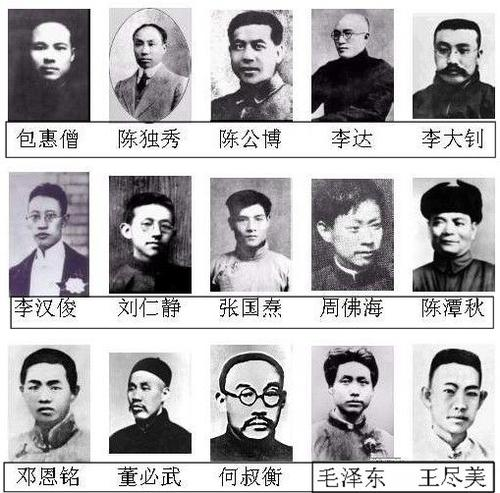 包惠僧 陈独秀 陈公博 李达 李大钊
李汉俊 刘仁静 张国焘 周佛海 陈潭秋
邓恩铭 董必武 何叔衡 毛泽东 王尽美